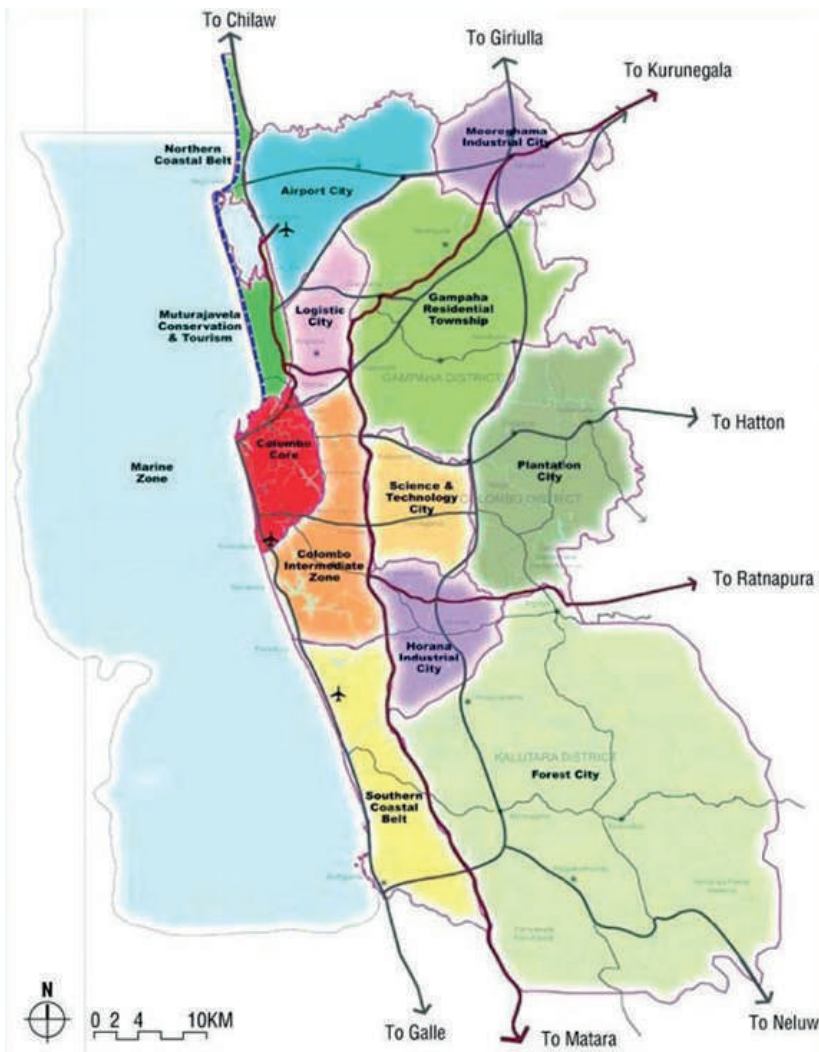 To Chilaw
To Giriulla
To Kurunegala
Northern
Coastal Belt
Mooreghama
Industrial City
Airport City
Muturajavela
Conservation
& Tourism
Logistic
City
Gampaha
Residential
Township
GAMPAHA DISTRICT
To Hatton
Marine
Zone
Colombo
Core
Science &
Technology
City
Plantation
City
COLOMBO DISTRICT
Colombo
Intermediate
Zone
To Ratnapura
Horana
Industrial
City
KALUTARA DISTRICT
Forest City
Southern
Coastal
Belt
N
0 2 4 10KM
To Galle
To Matara
To Neluw